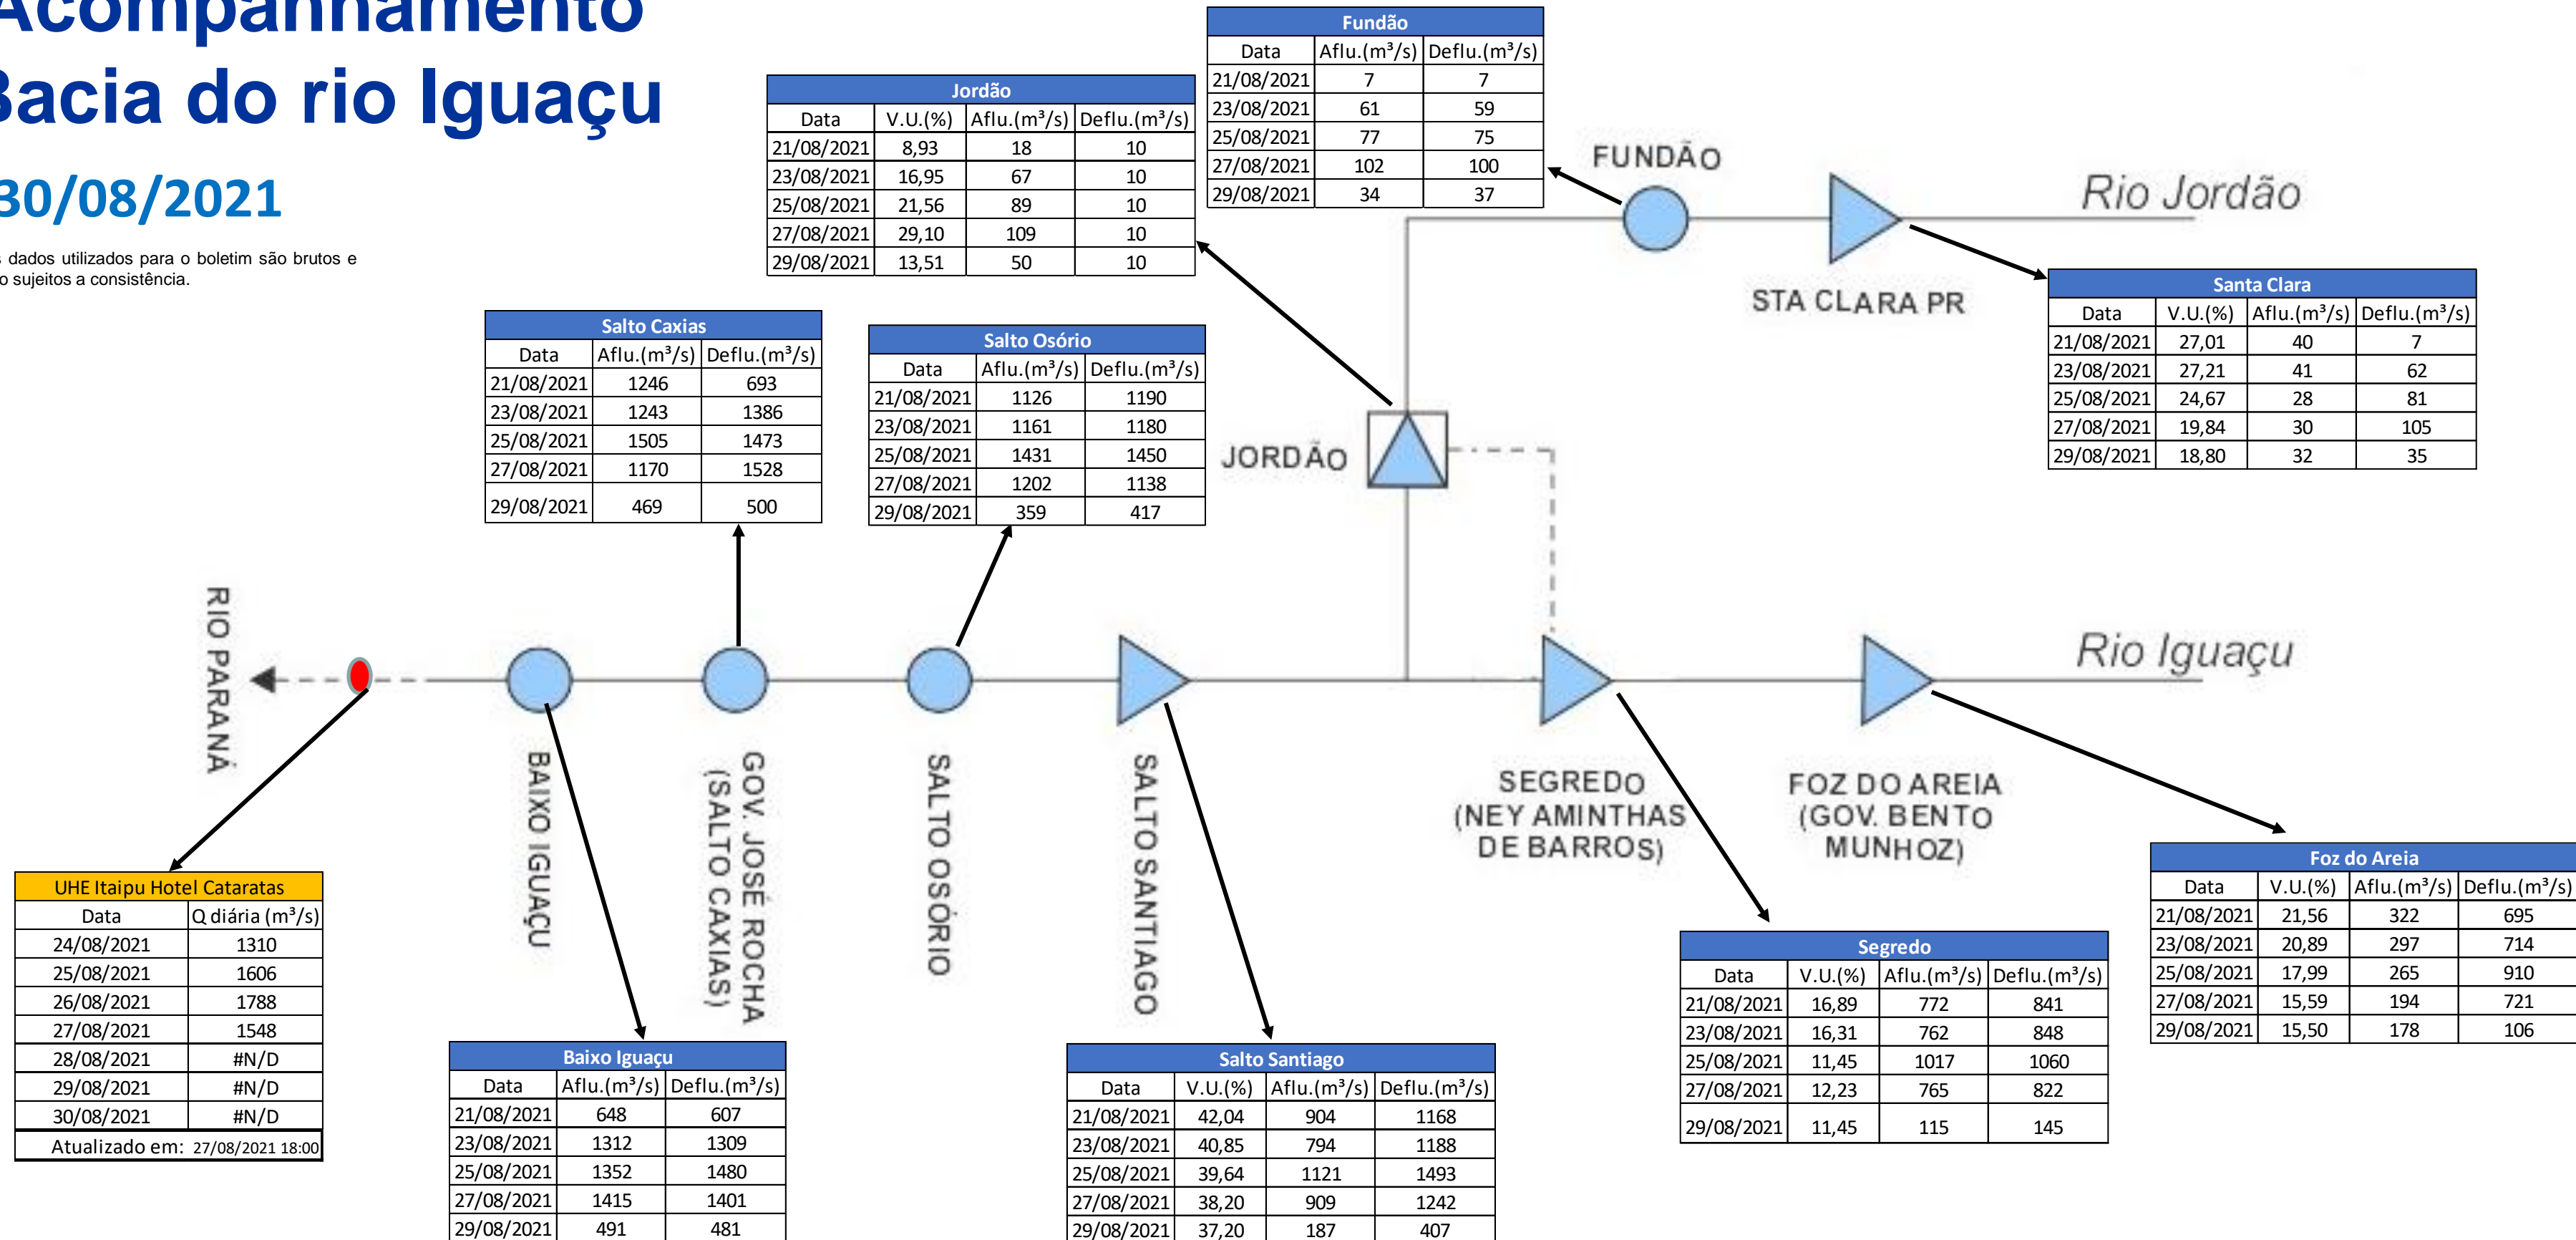 Acompanhamento
Bacia do rio Iguaçu
30/08/2021
s dados utilizados para o boletim são brutos e
o sujeitos a consistência.
Fundão
Data Aflu.(m³/s) Deflu.(m³/s)
21/08/2021 7 7
23/08/2021 61 59
25/08/2021 77 75
27/08/2021 102 100
29/08/2021 34 37
Jordão
Data V.U.(%) Aflu.(m³/s) Deflu.(m³/s)
21/08/2021 8,93 18 10
23/08/2021 16,95 67 10
25/08/2021 21,56 89 10
27/08/2021 29,10 109 10
29/08/2021 13,51 50 10
FUNDÃO
Rio Jordão
STA CLARA PR
Santa Clara
Data V.U.(%) Aflu.(m³/s) Deflu.(m³/s)
21/08/2021 27,01 40 7
23/08/2021 27,21 41 62
25/08/2021 24,67 28 81
27/08/2021 19,84 30 105
29/08/2021 18,80 32 35
Salto Caxias
Data Aflu.(m³/s) Deflu.(m³/s)
21/08/2021 1246 693
23/08/2021 1243 1386
25/08/2021 1505 1473
27/08/2021 1170 1528
29/08/2021 469 500
Salto Osório
Data Aflu.(m³/s) Deflu.(m³/s)
21/08/2021 1126 1190
23/08/2021 1161 1180
25/08/2021 1431 1450
27/08/2021 1202 1138
29/08/2021 359 417
JORDÃO
RIO PARANÁ
Rio Iguaçu
BAIXO IGUAÇU
GOV. JOSÉ ROCHA
(SALTO CAXIAS)
SALTO OSÓRIO
SALTO SANTIAGO
SEGREDO
(NEY AMINTHAS
DE BARROS)
FOZ DO AREIA
(GOV. BENTO
MUNHOZ)
UHE Itaipu Hotel Cataratas
Data Q diária (m³/s)
24/08/2021 1310
25/08/2021 1606
26/08/2021 1788
27/08/2021 1548
28/08/2021 #N/D
29/08/2021 #N/D
30/08/2021 #N/D
Atualizado em: 27/08/2021 18:00
Baixo Iguaçu
Data Aflu.(m³/s) Deflu.(m³/s)
21/08/2021 648 607
23/08/2021 1312 1309
25/08/2021 1352 1480
27/08/2021 1415 1401
29/08/2021 491 481
Salto Santiago
Data V.U.(%) Aflu.(m³/s) Deflu.(m³/s)
21/08/2021 42,04 904 1168
23/08/2021 40,85 794 1188
25/08/2021 39,64 1121 1493
27/08/2021 38,20 909 1242
29/08/2021 37,20 187 407
Segredo
Data V.U.(%) Aflu.(m³/s) Deflu.(m³/s)
21/08/2021 16,89 772 841
23/08/2021 16,31 762 848
25/08/2021 11,45 1017 1060
27/08/2021 12,23 765 822
29/08/2021 11,45 115 145
Foz do Areia
Data V.U.(%) Aflu.(m³/s) Deflu.(m³/s)
21/08/2021 21,56 322 695
23/08/2021 20,89 297 714
25/08/2021 17,99 265 910
27/08/2021 15,59 194 721
29/08/2021 15,50 178 106